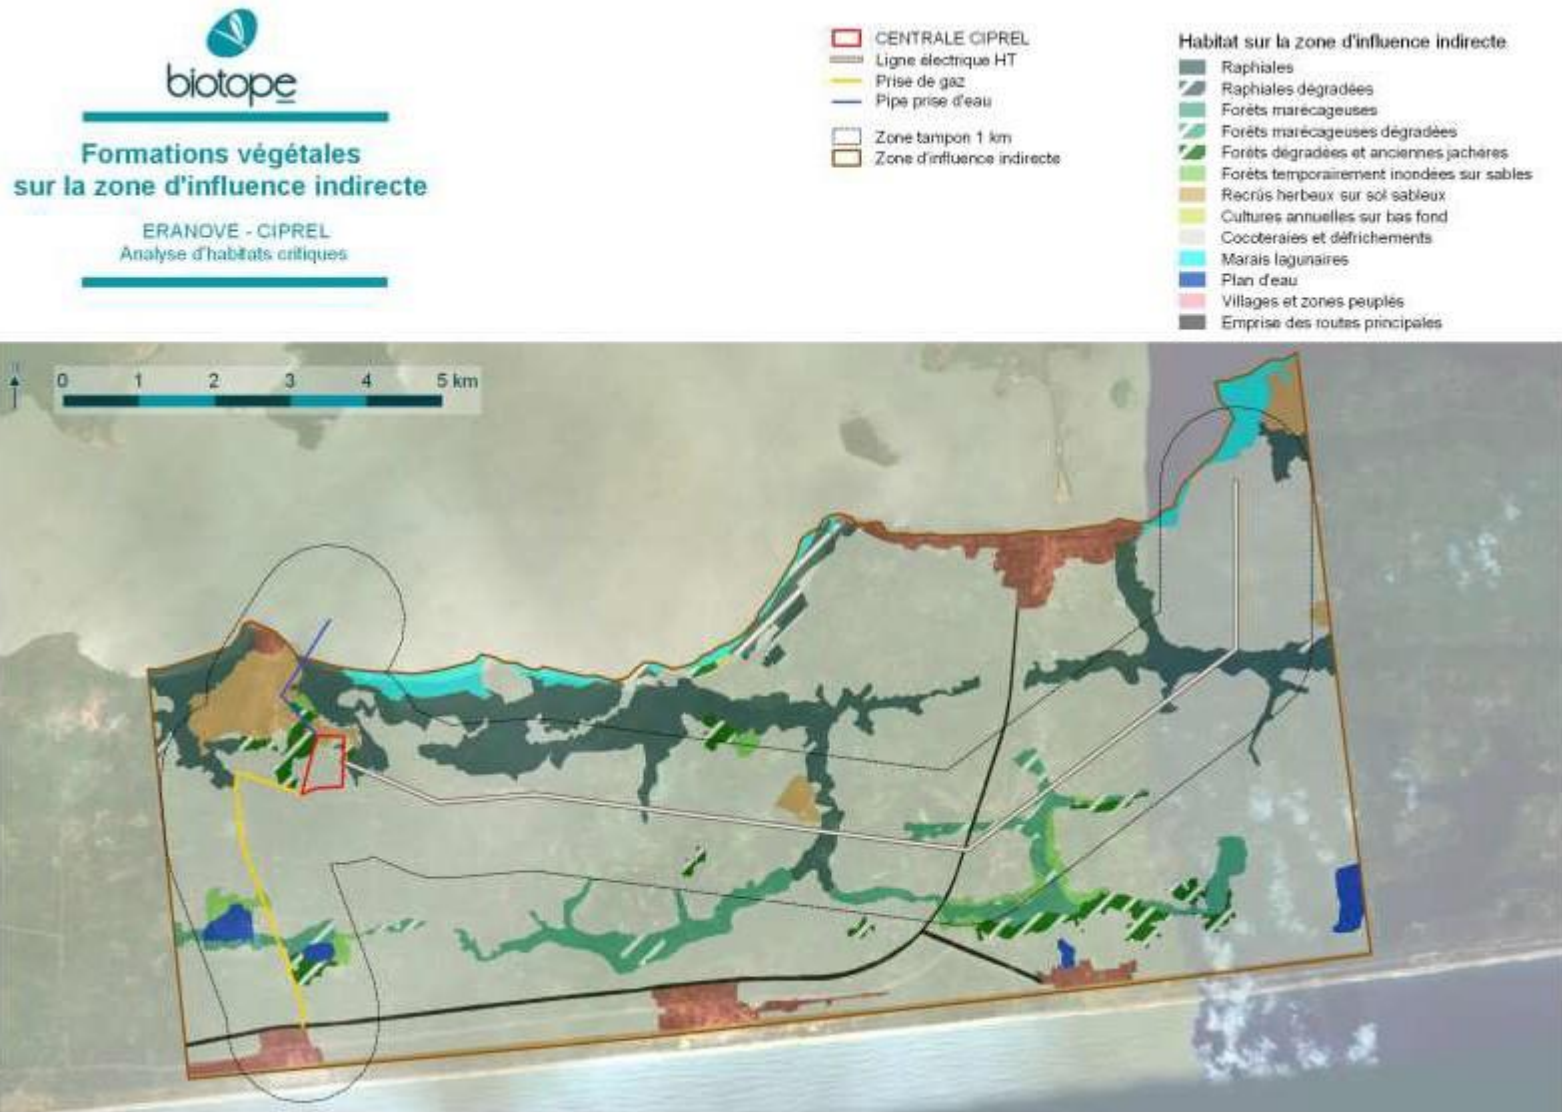 biotope
Formations végétales
sur la zone d'influence indirecte
ERANOVE - CIPREL
Analyse d'habitats critiques
CENTRALE CIPREL
Ligne électrique HT
Prise de gaz
Pipe prise d'eau
Zone tampon 1 km
Zone d'influence indirecte
Habitat sur la zone d'influence indirecte
Raphiales
Raphiales dégradées
Forêts marécageuses
Forêts marécageuses dégradées
Forêts dégradées et anciennes jachères
Forêts temporairement inondées sur sables
Recrûs herbeux sur sol sableux
Cultures annuelles sur bas fond
Cocoteraies et défrichements
Marais lagunaires
Plan d'eau
Villages et zones peuplés
Emprise des routes principales
0 1 2 3 4 5 km